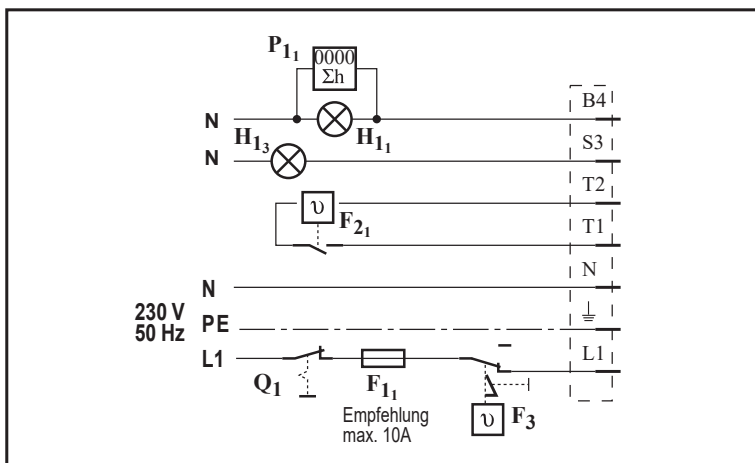 P1₁
0000
Σh
B4
N
H1₃
H1₁
S3
N
T2
υ
F2₁
T1
N
N
230 V
50 Hz
PE
L1
L1
Q1
F1₁
Empfehlung
max. 10A
υ
F3